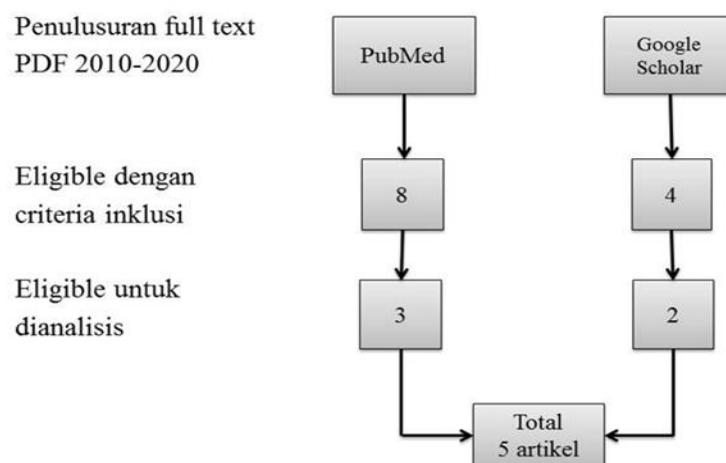 Penulusuran full text
PDF 2010-2020
PubMed
Google
Scholar
Eligible dengan
criteria inklusi
8
4
Eligible untuk
dianalisis
3
2
Total
5 artikel